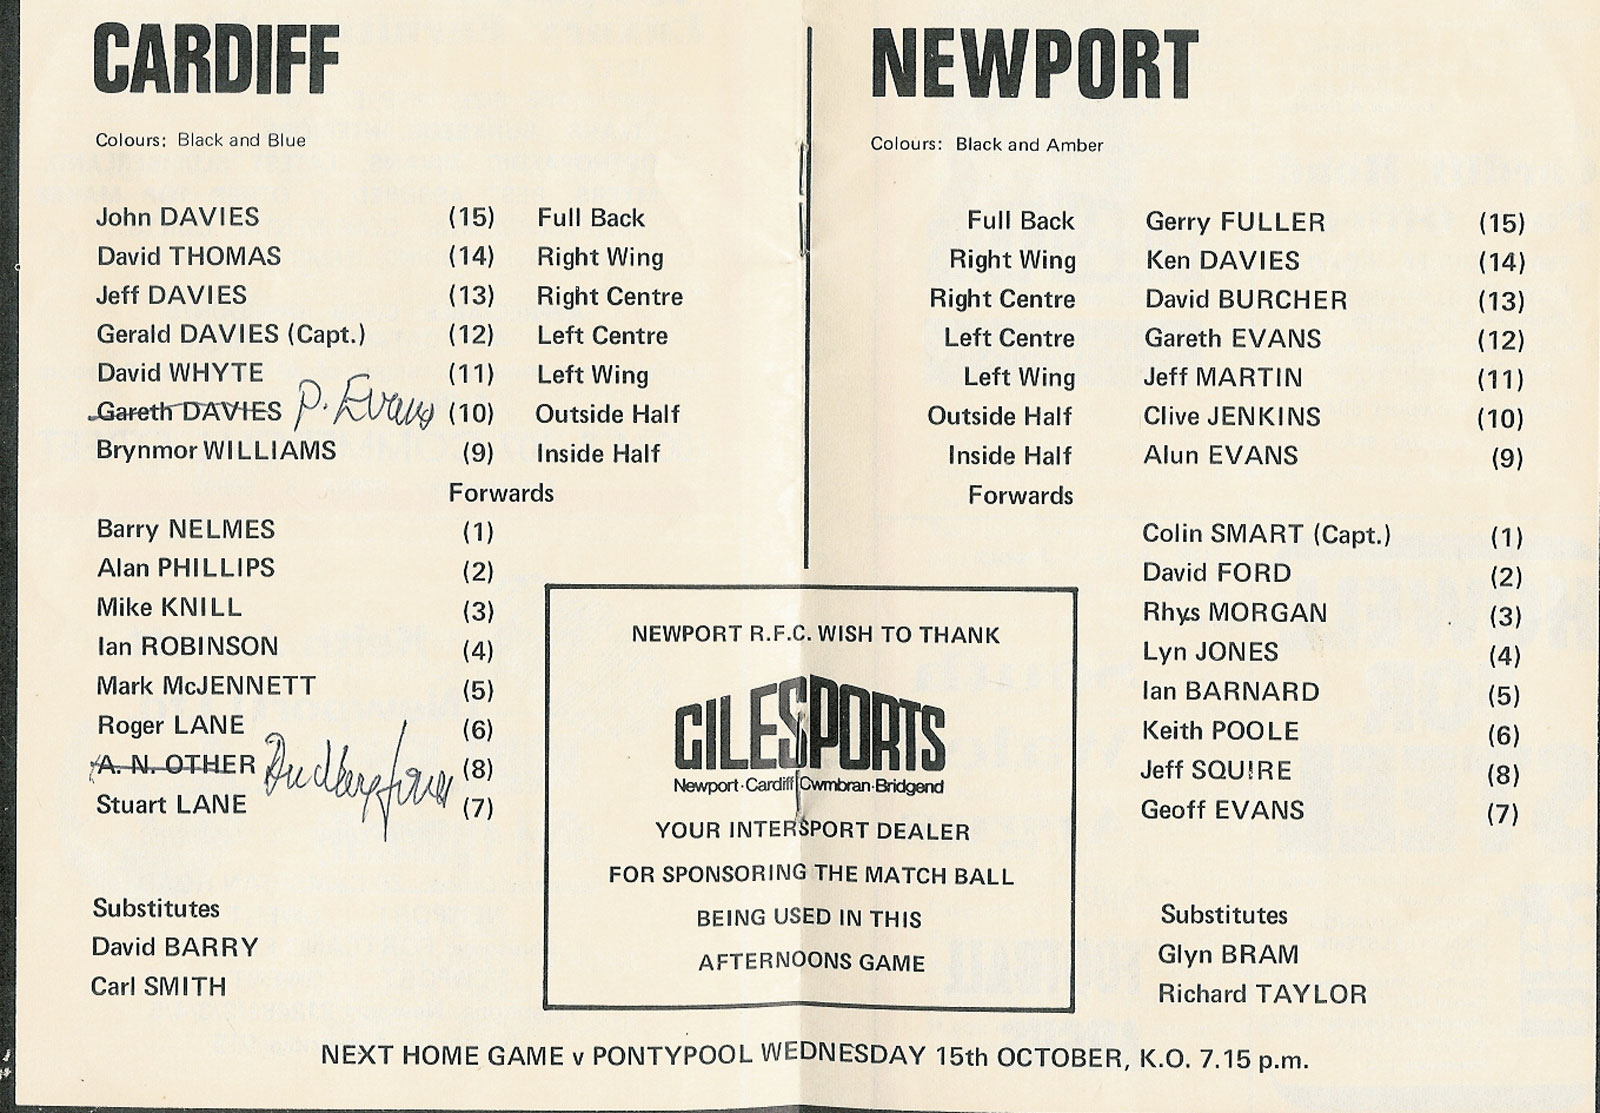 CARDIFF
Colours: Black and Blue
John DAVIES (15) Full Back
David THOMAS (14) Right Wing
Jeff DAVIES (13) Right Centre
Gerald DAVIES (Capt.) (12) Left Centre
David WHYTE (11) Left Wing
Gareth DAVIES P. Evans (10) Outside Half
Brynmor WILLIAMS (9) Inside Half
Forwards
Barry NELMES (1)
Alan PHILLIPS (2)
Mike KNILL (3)
Ian ROBINSON (4)
Mark McJENNETT (5)
Roger LANE (6)
A. N. OTHER (8)
Stuart LANE (7)
Substitutes
David BARRY
Carl SMITH
NEWPORT
Colours: Black and Amber
Full Back Gerry FULLER (15)
Right Wing Ken DAVIES (14)
Right Centre David BURCHER (13)
Left Centre Gareth EVANS (12)
Left Wing Jeff MARTIN (11)
Outside Half Clive JENKINS (10)
Inside Half Alun EVANS (9)
Forwards
Colin SMART (Capt.) (1)
David FORD (2)
Rhys MORGAN (3)
Lyn JONES (4)
Ian BARNARD (5)
Keith POOLE (6)
Jeff SQUIRE (8)
Geoff EVANS (7)
Substitutes
Glyn BRAM
Richard TAYLOR
NEWPORT R.F.C. WISH TO THANK
GILESPORTS
Newport·Cardiff Cwmbran·Bridgend
YOUR INTERSPORT DEALER
FOR SPONSORING THE MATCH BALL
BEING USED IN THIS
AFTERNOONS GAME
NEXT HOME GAME v PONTYPOOL WEDNESDAY 15th OCTOBER, K.O. 7.15 p.m.